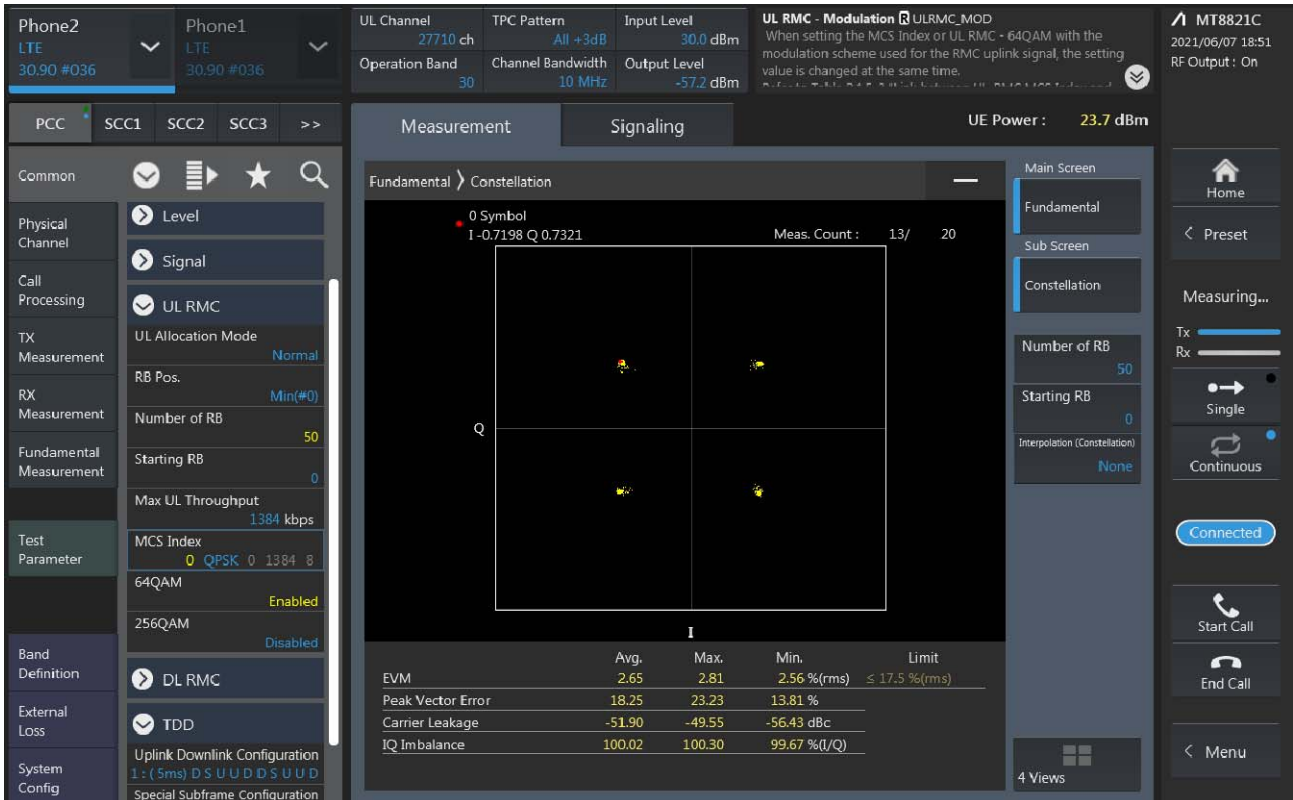 Phone2
LTE
30.90 #036
Phone1
LTE
30.90 #036
UL Channel
27710 ch
TPC Pattern
All +3dB
Input Level
30.0 dBm
Operation Band
30
Channel Bandwidth
10 MHz
Output Level
-57.2 dBm
UL RMC - Modulation R ULRMC_MOD
When setting the MCS Index or UL RMC - 64QAM with the
modulation scheme used for the RMC uplink signal, the setting
value is changed at the same time.
MT8821C
2021/06/07 18:51
RF Output : On
PCC SCC1 SCC2 SCC3 >>
Measurement
Signaling
UE Power : 23.7 dBm
Common
Physical
Channel
Call
Processing
TX
Measurement
RX
Measurement
Fundamental
Measurement
Test
Parameter
Band
Definition
External
Loss
System
Config
Level
Signal
UL RMC
UL Allocation Mode
Normal
RB Pos.
Min(#0)
Number of RB
50
Starting RB
0
Max UL Throughput
1384 kbps
MCS Index
0 QPSK 0 1384 8
64QAM
Enabled
256QAM
Disabled
DL RMC
TDD
Uplink Downlink Configuration
1 : ( 5ms) D S U U D D S U U D
Special Subframe Configuration
Fundamental > Constellation
0 Symbol
I -0.7198 Q 0.7321
Meas. Count : 13/ 20
Q
I
Avg. Max. Min. Limit
EVM 2.65 2.81 2.56 %(rms) ≤ 17.5 %(rms)
Peak Vector Error 18.25 23.23 13.81 %
Carrier Leakage -51.90 -49.55 -56.43 dBc
IQ Imbalance 100.02 100.30 99.67 %(I/Q)
Main Screen
Fundamental
Sub Screen
Constellation
Number of RB
50
Starting RB
0
Interpolation (Constellation)
None
4 Views
Home
< Preset
Measuring...
Tx
Rx
Single
Continuous
Connected
Start Call
End Call
< Menu